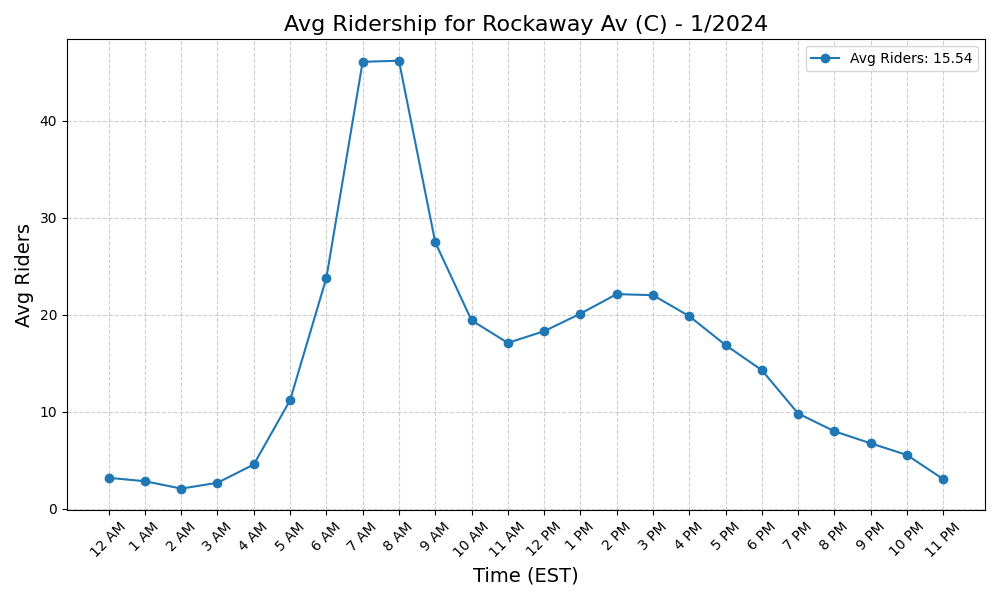 Avg Ridership for Rockaway Av (C) - 1/2024
Avg Riders: 15.54
Avg Riders
40
30
20
10
0
12 AM
1 AM
2 AM
3 AM
4 AM
5 AM
6 AM
7 AM
8 AM
9 AM
10 AM
11 AM
12 PM
1 PM
2 PM
3 PM
4 PM
5 PM
6 PM
7 PM
8 PM
9 PM
10 PM
11 PM
Time (EST)